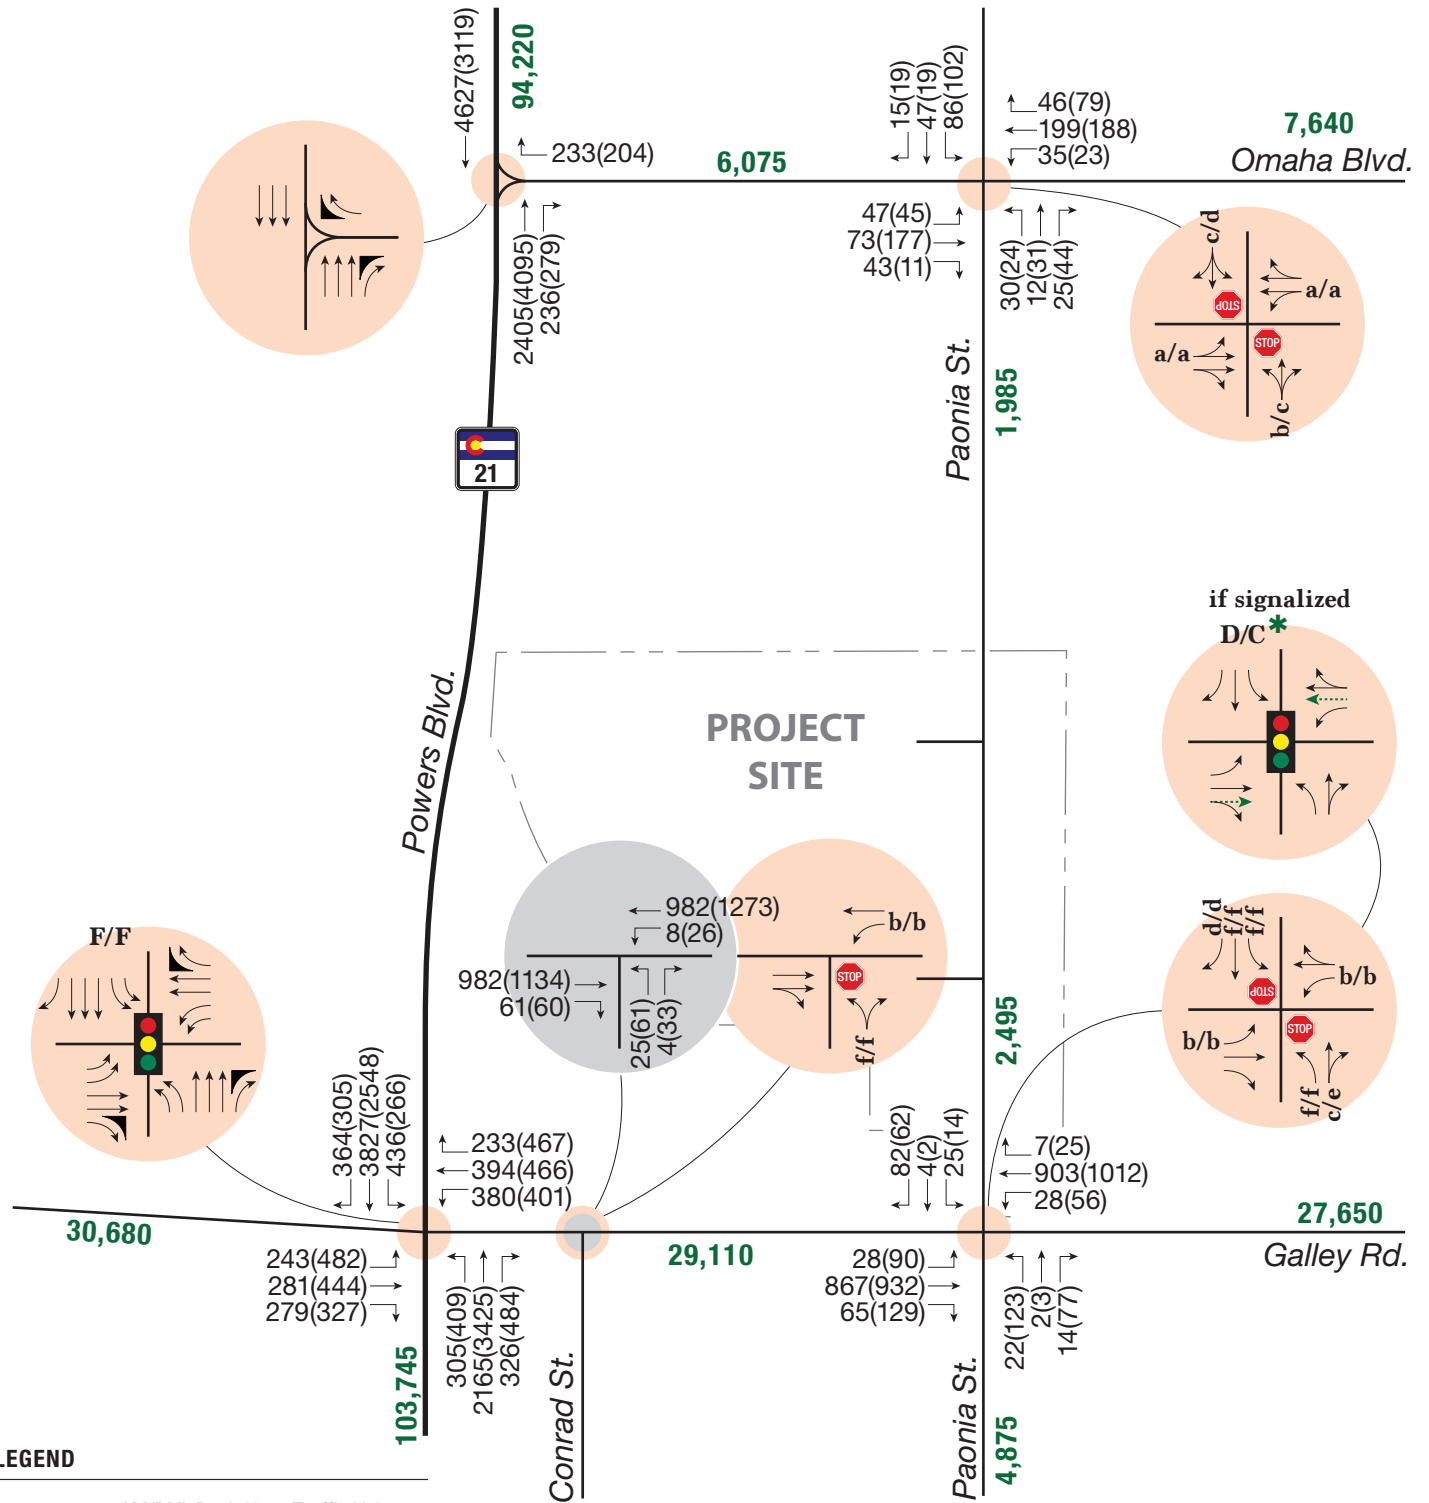 4627(3119)
94,220
233(204)
6,075
15(19)
47(19)
86(102)
46(79)
199(188)
35(23)
7,640
Omaha Blvd.
2405(4095)
236(279)
47(45)
73(177)
43(11)
30(24)
12(31)
25(44)
c/d
a/a
STOP
a/a
STOP
b/c
Paonia St.
1,985
21
if signalized
D/C *
PROJECT
SITE
Powers Blvd.
982(1273)
8(26)
982(1134)
61(60)
25(61)
4(33)
b/b
STOP
f/f
2,495
d/d
f/f
f/f
b/b
STOP
b/b
STOP
f/f
c/e
F/F
364(305)
3827(2548)
436(266)
233(467)
394(466)
380(401)
82(62)
4(2)
25(14)
7(25)
903(1012)
28(56)
30,680
29,110
27,650
Galley Rd.
243(482)
281(444)
279(327)
305(409)
2165(3425)
326(484)
28(90)
867(932)
65(129)
22(123)
2(3)
14(77)
103,745
Conrad St.
Paonia St.
4,875
LEGEND